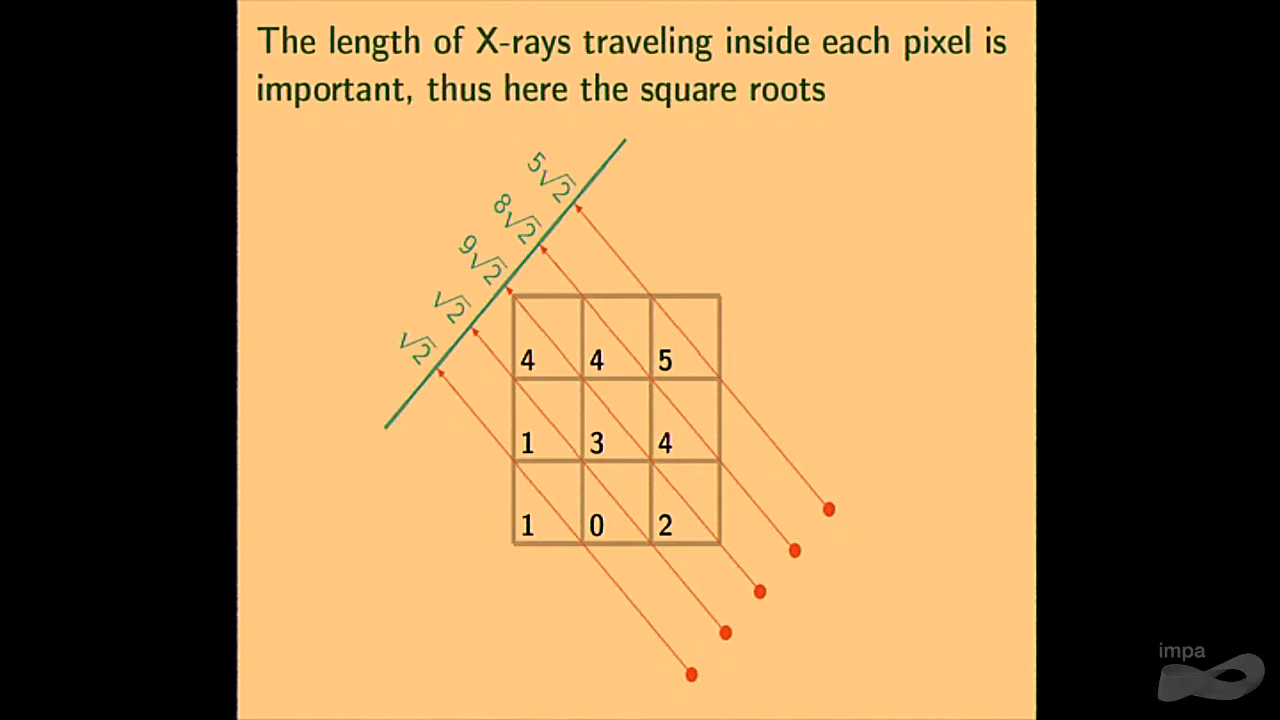 The length of X-rays traveling inside each pixel is
important, thus here the square roots
5√2
8√2
9√2
√2
√2
4 4 5
1 3 4
1 0 2
impa